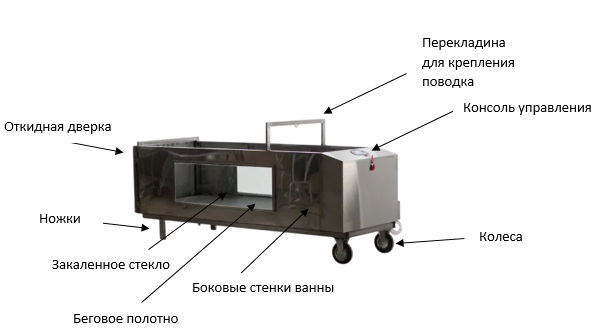 Перекладина
для крепления
поводка
Консоль управления
Откидная дверка
Ножки
Колеса
Закаленное стекло
Боковые стенки ванны
Беговое полотно